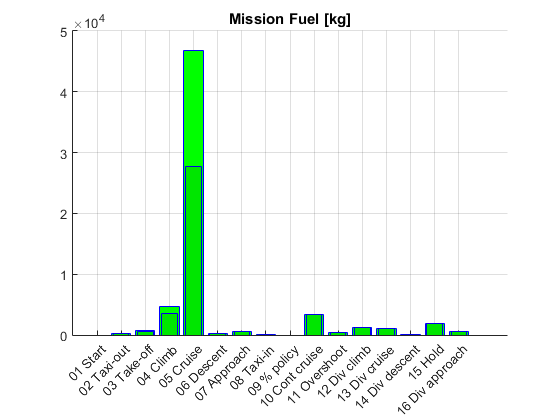 Mission Fuel [kg]
×10^4
5
4
3
2
1
0
01 Start
02 Taxi-out
03 Take-off
04 Climb
05 Cruise
06 Descent
07 Approach
08 Taxi-in
09 % policy
10 Cont cruise
11 Overshoot
12 Div climb
13 Div cruise
14 Div descent
15 Hold
16 Div approach